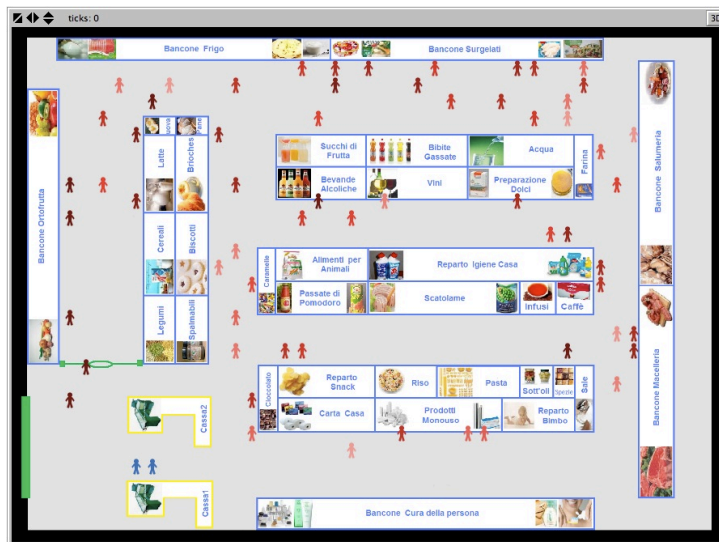 ticks: 0
3D
Bancone Frigo
Bancone Surgelati
Bancone Ortofrutta
Uova
Pane
Latte
Brioches
Cereali
Biscotti
Legumi
Spalmabili
Succhi di
Frutta
Bibite
Gassate
Acqua
Farina
Bevande
Alcoliche
Vini
Preparazione
Dolci
Bancone Salumeria
Caramelle
Alimenti per
Animali
Reparto Igiene Casa
Passate di
Pomodoro
Scatolame
Infusi
Caffè
Cioccolato
Reparto
Snack
Riso
Pasta
Sott'oli
Spezie
Sale
Carta Casa
Prodotti
Monouso
Reparto
Bimbo
Bancone Macelleria
Cassa2
Cassa1
Bancone Cura della persona